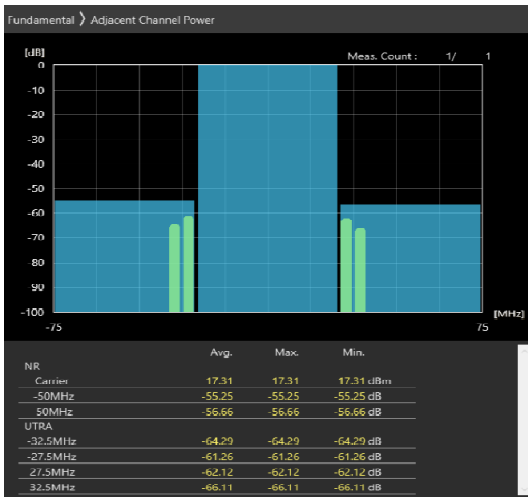 Fundamental ❭ Adjacent Channel Power
[dB]
Meas. Count : 1/ 1
0
-10
-20
-30
-40
-50
-60
-70
-80
-90
-100
[MHz]
-75 75
Avg. Max. Min.
NR
Carrier 17.31 17.31 17.31 dBm
-50MHz -55.25 -55.25 -55.25 dB
50MHz -56.66 -56.66 -56.66 dB
UTRA
-32.5MHz -64.29 -64.29 -64.29 dB
-27.5MHz -61.26 -61.26 -61.26 dB
27.5MHz -62.12 -62.12 -62.12 dB
32.5MHz -66.11 -66.11 -66.11 dB